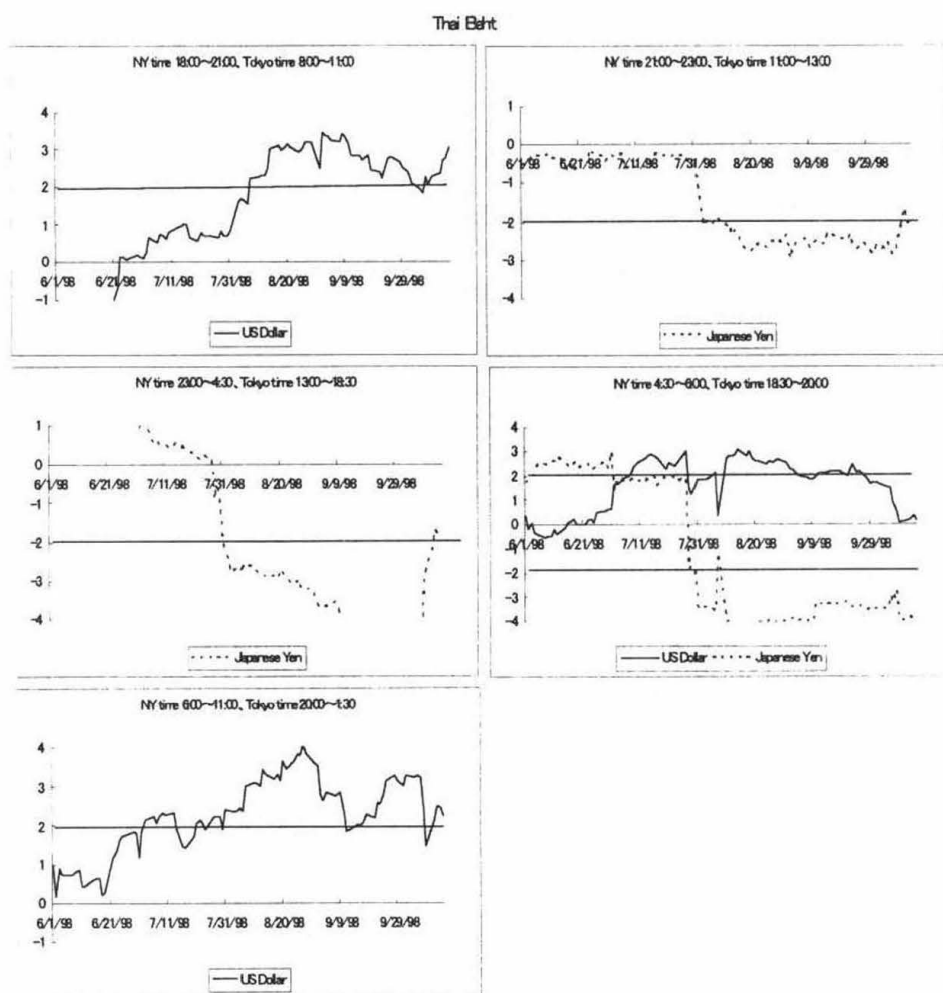 Thai Baht
NY time 18:00~21:00、Tokyo time 8:00~11:00
4
3
2
1
0
-1
6/1/98 6/21/98 7/11/98 7/31/98 8/20/98 9/9/98 9/29/98
US Dollar
NY time 21:00~23:00、Tokyo time 11:00~13:00
1
0
-1
-2
-3
-4
6/1/98 6/21/98 7/11/98 7/31/98 8/20/98 9/9/98 9/29/98
Japanese Yen
NY time 23:00~4:30、Tokyo time 13:00~18:30
1
0
-1
-2
-3
-4
6/1/98 6/21/98 7/11/98 7/31/98 8/20/98 9/9/98 9/29/98
Japanese Yen
NY time 4:30~6:00、Tokyo time 18:30~20:00
4
3
2
1
0
-1
-2
-3
-4
6/1/98 6/21/98 7/11/98 7/31/98 8/20/98 9/9/98 9/29/98
US Dollar Japanese Yen
NY time 6:00~11:00、Tokyo time 20:00~1:30
4
3
2
1
0
-1
6/1/98 6/21/98 7/11/98 7/31/98 8/20/98 9/9/98 9/29/98
US Dollar